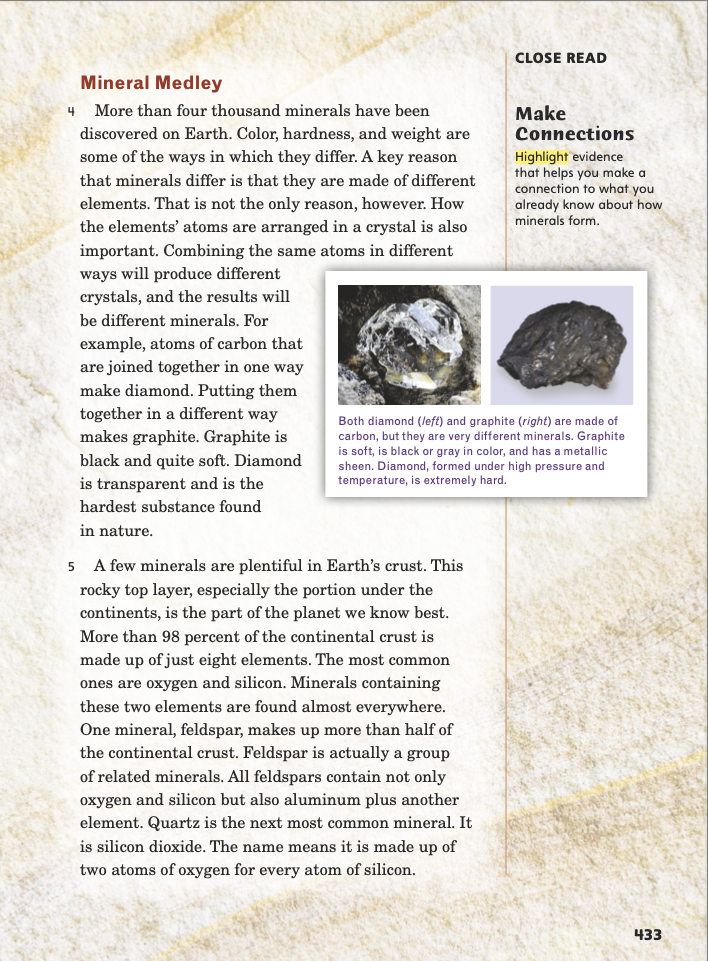 Mineral Medley
4 More than four thousand minerals have been
discovered on Earth. Color, hardness, and weight are
some of the ways in which they differ. A key reason
that minerals differ is that they are made of different
elements. That is not the only reason, however. How
the elements’ atoms are arranged in a crystal is also
important. Combining the same atoms in different
ways will produce different
crystals, and the results will
be different minerals. For
example, atoms of carbon that
are joined together in one way
make diamond. Putting them
together in a different way
makes graphite. Graphite is
black and quite soft. Diamond
is transparent and is the
hardest substance found
in nature.
Both diamond (left) and graphite (right) are made of
carbon, but they are very different minerals. Graphite
is soft, is black or gray in color, and has a metallic
sheen. Diamond, formed under high pressure and
temperature, is extremely hard.
5 A few minerals are plentiful in Earth’s crust. This
rocky top layer, especially the portion under the
continents, is the part of the planet we know best.
More than 98 percent of the continental crust is
made up of just eight elements. The most common
ones are oxygen and silicon. Minerals containing
these two elements are found almost everywhere.
One mineral, feldspar, makes up more than half of
the continental crust. Feldspar is actually a group
of related minerals. All feldspars contain not only
oxygen and silicon but also aluminum plus another
element. Quartz is the next most common mineral. It
is silicon dioxide. The name means it is made up of
two atoms of oxygen for every atom of silicon.
CLOSE READ
Make
Connections
Highlight evidence
that helps you make a
connection to what you
already know about how
minerals form.
433